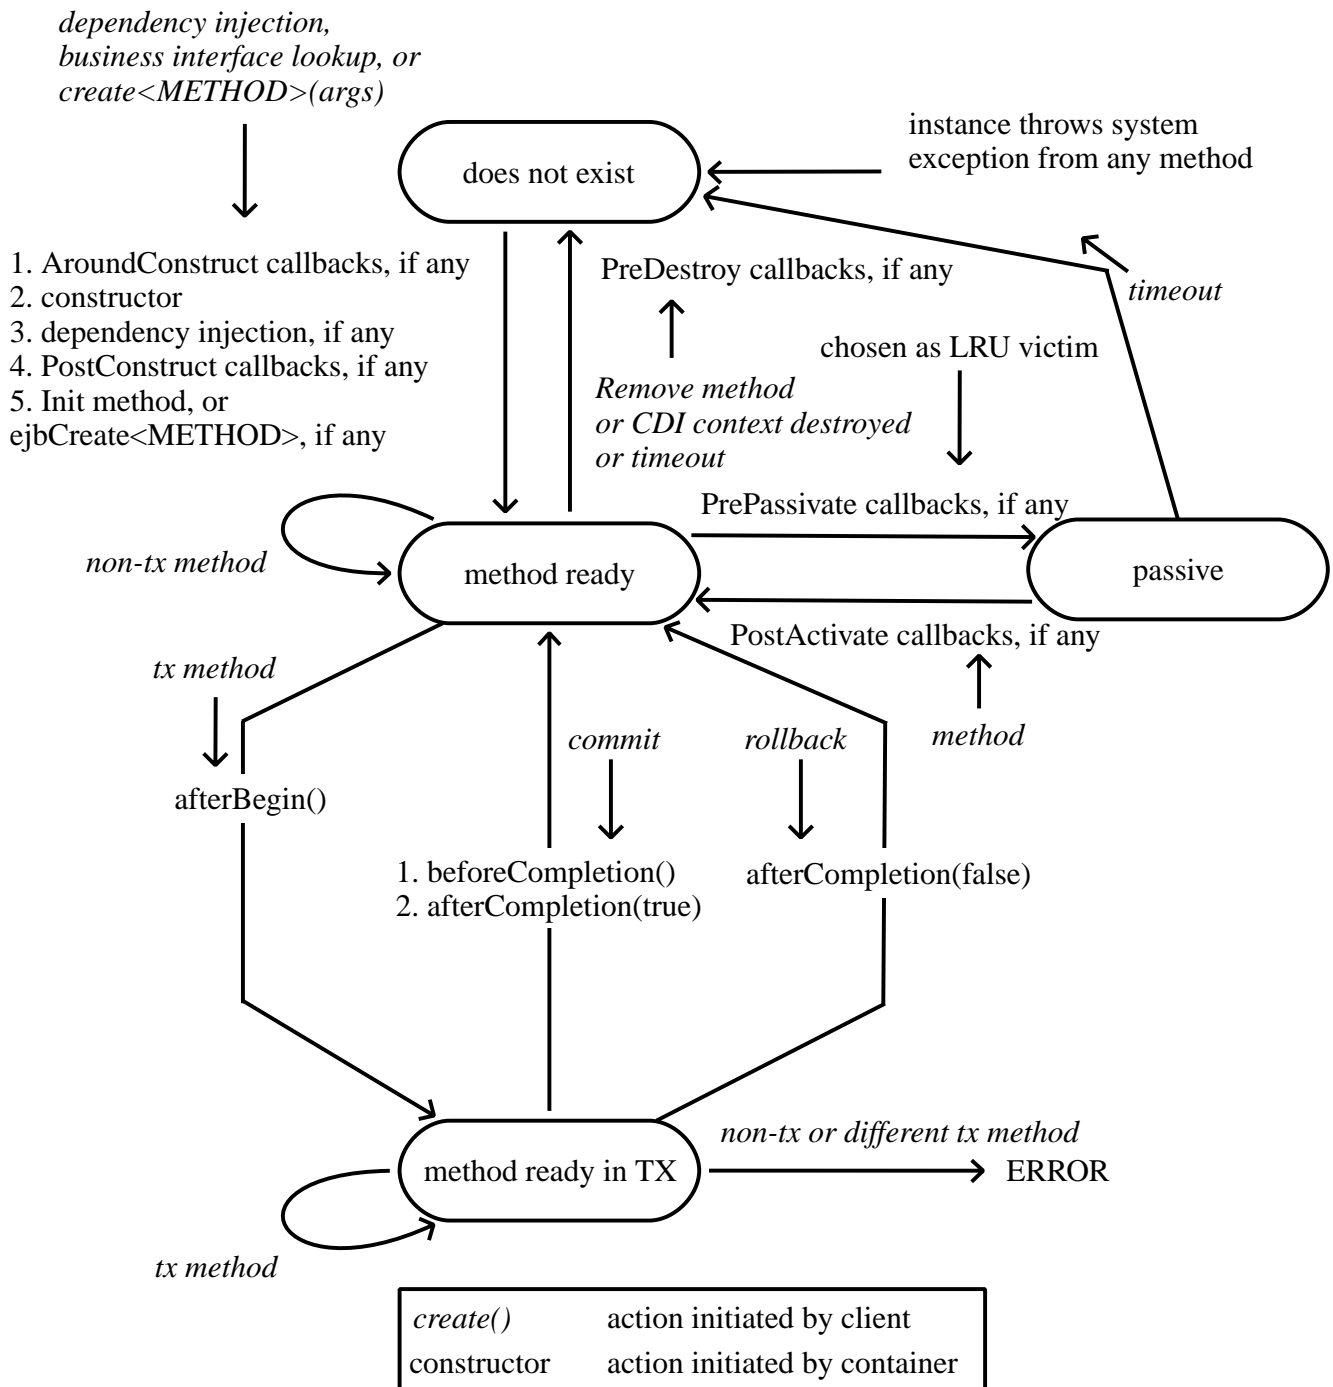 dependency injection,
business interface lookup, or
create<METHOD>(args)
does not exist
instance throws system
exception from any method
1. AroundConstruct callbacks, if any
2. constructor
3. dependency injection, if any
4. PostConstruct callbacks, if any
5. Init method, or
ejbCreate<METHOD>, if any
PreDestroy callbacks, if any
timeout
chosen as LRU victim
Remove method
or CDI context destroyed
or timeout
PrePassivate callbacks, if any
non-tx method
method ready
passive
PostActivate callbacks, if any
tx method
commit
rollback
method
afterBegin()
1. beforeCompletion()
2. afterCompletion(true)
afterCompletion(false)
non-tx or different tx method
method ready in TX
ERROR
tx method
create() action initiated by client
constructor action initiated by container